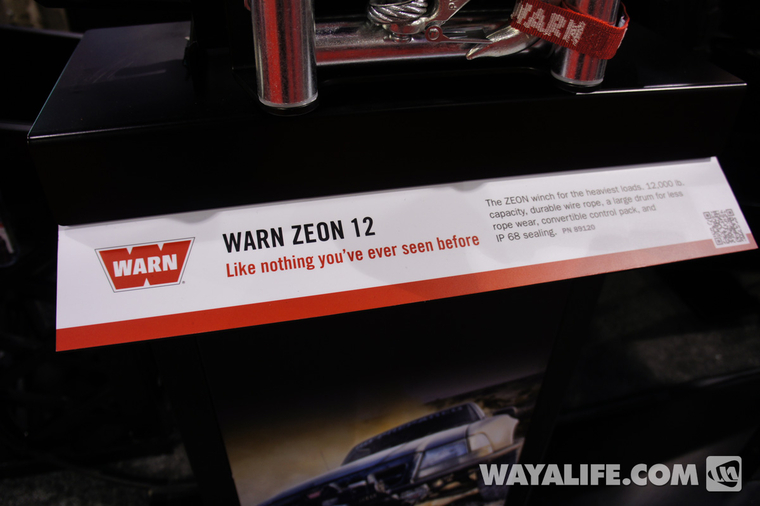 WARN
WARN
WARN ZEON 12
Like nothing you've ever seen before
The ZEON winch for the heaviest loads. 12,000 lb.
capacity, durable wire rope, a large drum for less
rope wear, convertible control pack, and
IP 68 sealing. PN 89120
WAYALIFE.COM